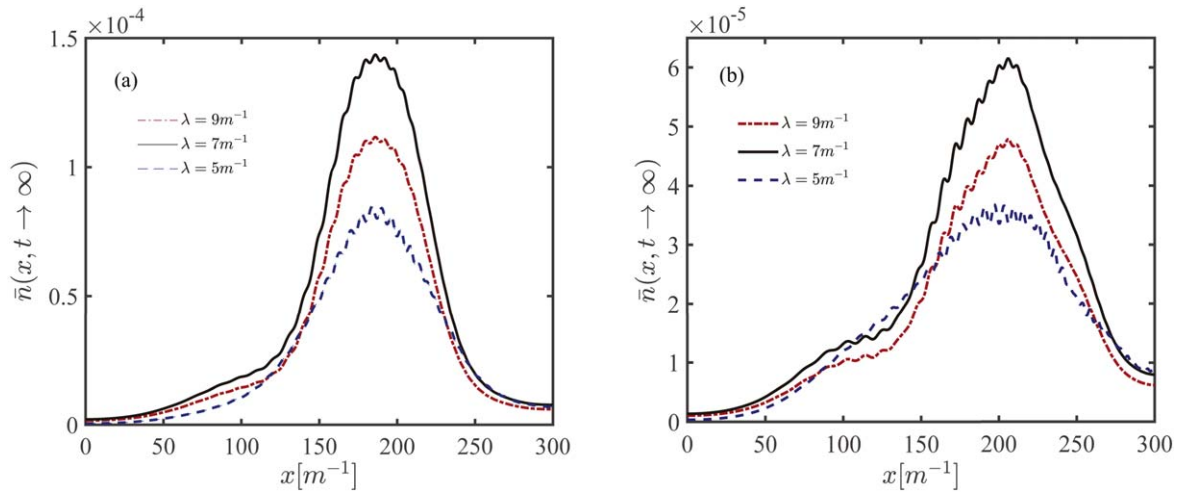 ×10⁻⁴
1.5
1
0.5
0
n̄(x, t → ∞)
(a)
λ = 9m⁻¹
λ = 7m⁻¹
λ = 5m⁻¹
0 50 100 150 200 250 300
x[m⁻¹]
×10⁻⁵
6
5
4
3
2
1
0
n̄(x, t → ∞)
(b)
λ = 9m⁻¹
λ = 7m⁻¹
λ = 5m⁻¹
0 50 100 150 200 250 300
x[m⁻¹]